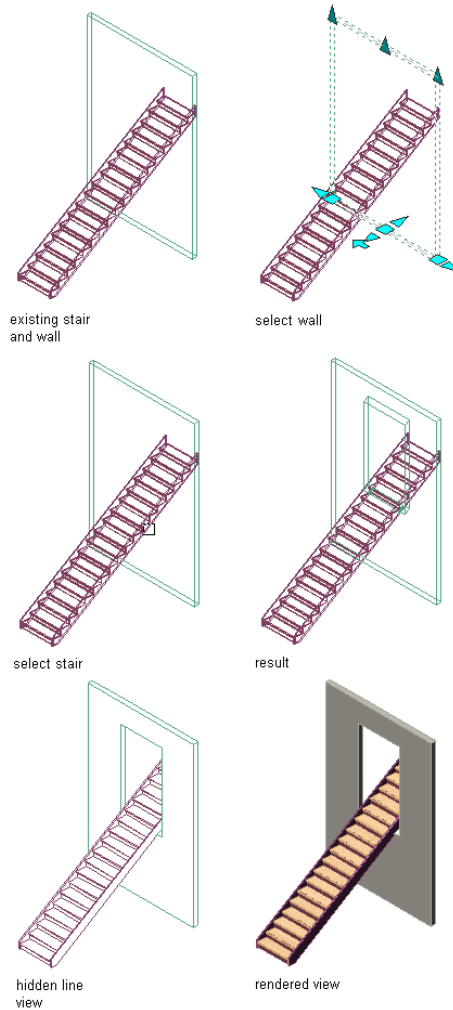 existing stair
and wall
select wall
select stair
result
hidden line
view
rendered view